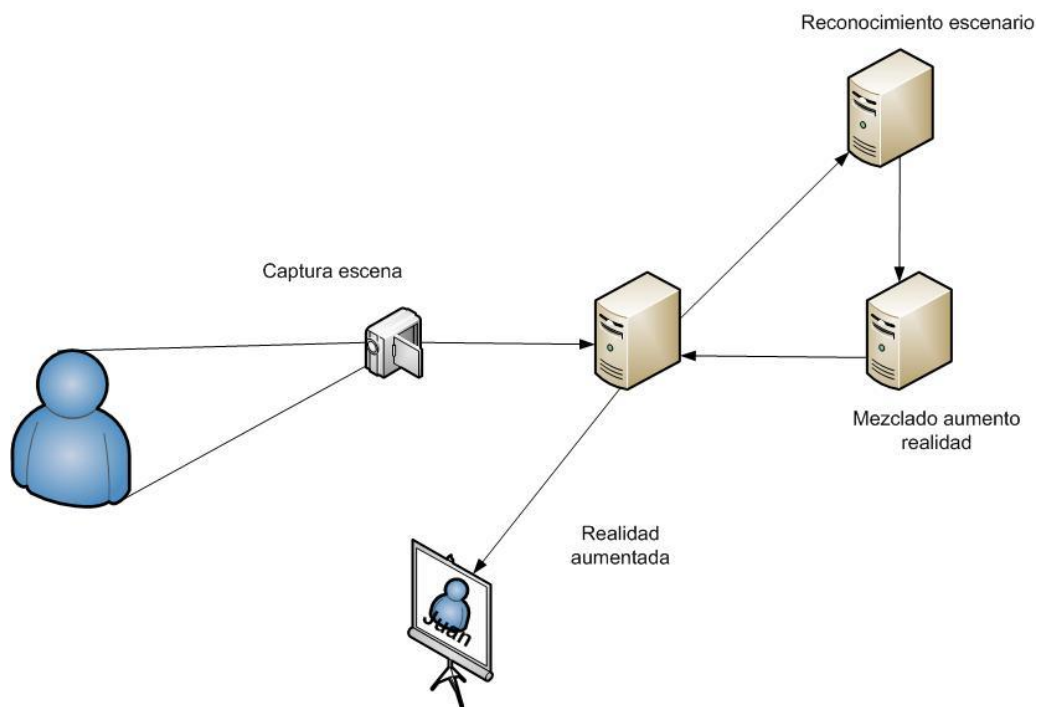 Reconocimiento escenario
Captura escena
Mezclado aumento
realidad
Realidad
aumentada
Juan